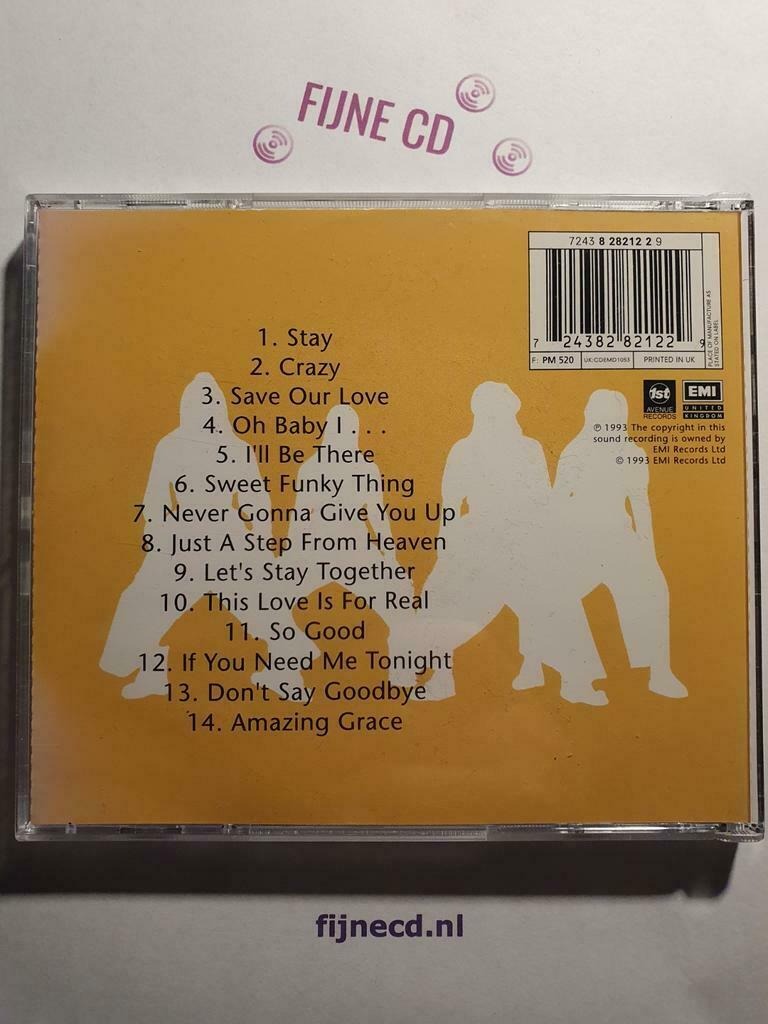 FIJNE CD
7243 8 28212 2 9
7 24382 82122 9
F: PM 520
UK:CDEMD1053
PRINTED IN UK
PLACE OF MANUFACTURE AS
STATED ON LABEL
1st
AVENUE
RECORDS
EMI
UNITED
KINGDOM
℗ 1993 The copyright in this
sound recording is owned by
EMI Records Ltd
© 1993 EMI Records Ltd
1. Stay
2. Crazy
3. Save Our Love
4. Oh Baby I . . .
5. I'll Be There
6. Sweet Funky Thing
7. Never Gonna Give You Up
8. Just A Step From Heaven
9. Let's Stay Together
10. This Love Is For Real
11. So Good
12. If You Need Me Tonight
13. Don't Say Goodbye
14. Amazing Grace
fijnecd.nl